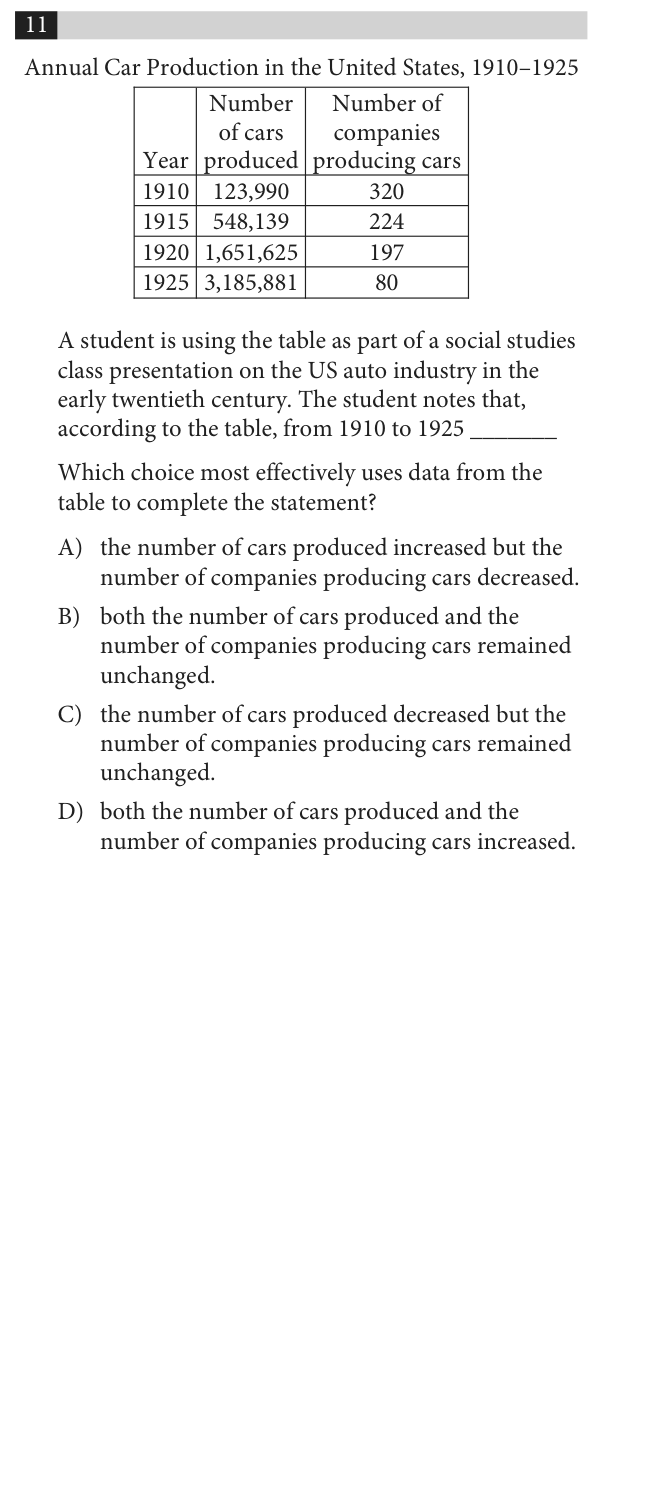 11
Annual Car Production in the United States, 1910–1925
Year | Number of cars produced | Number of companies producing cars
1910 | 123,990 | 320
1915 | 548,139 | 224
1920 | 1,651,625 | 197
1925 | 3,185,881 | 80
A student is using the table as part of a social studies
class presentation on the US auto industry in the
early twentieth century. The student notes that,
according to the table, from 1910 to 1925 _______
Which choice most effectively uses data from the
table to complete the statement?
A) the number of cars produced increased but the
number of companies producing cars decreased.
B) both the number of cars produced and the
number of companies producing cars remained
unchanged.
C) the number of cars produced decreased but the
number of companies producing cars remained
unchanged.
D) both the number of cars produced and the
number of companies producing cars increased.